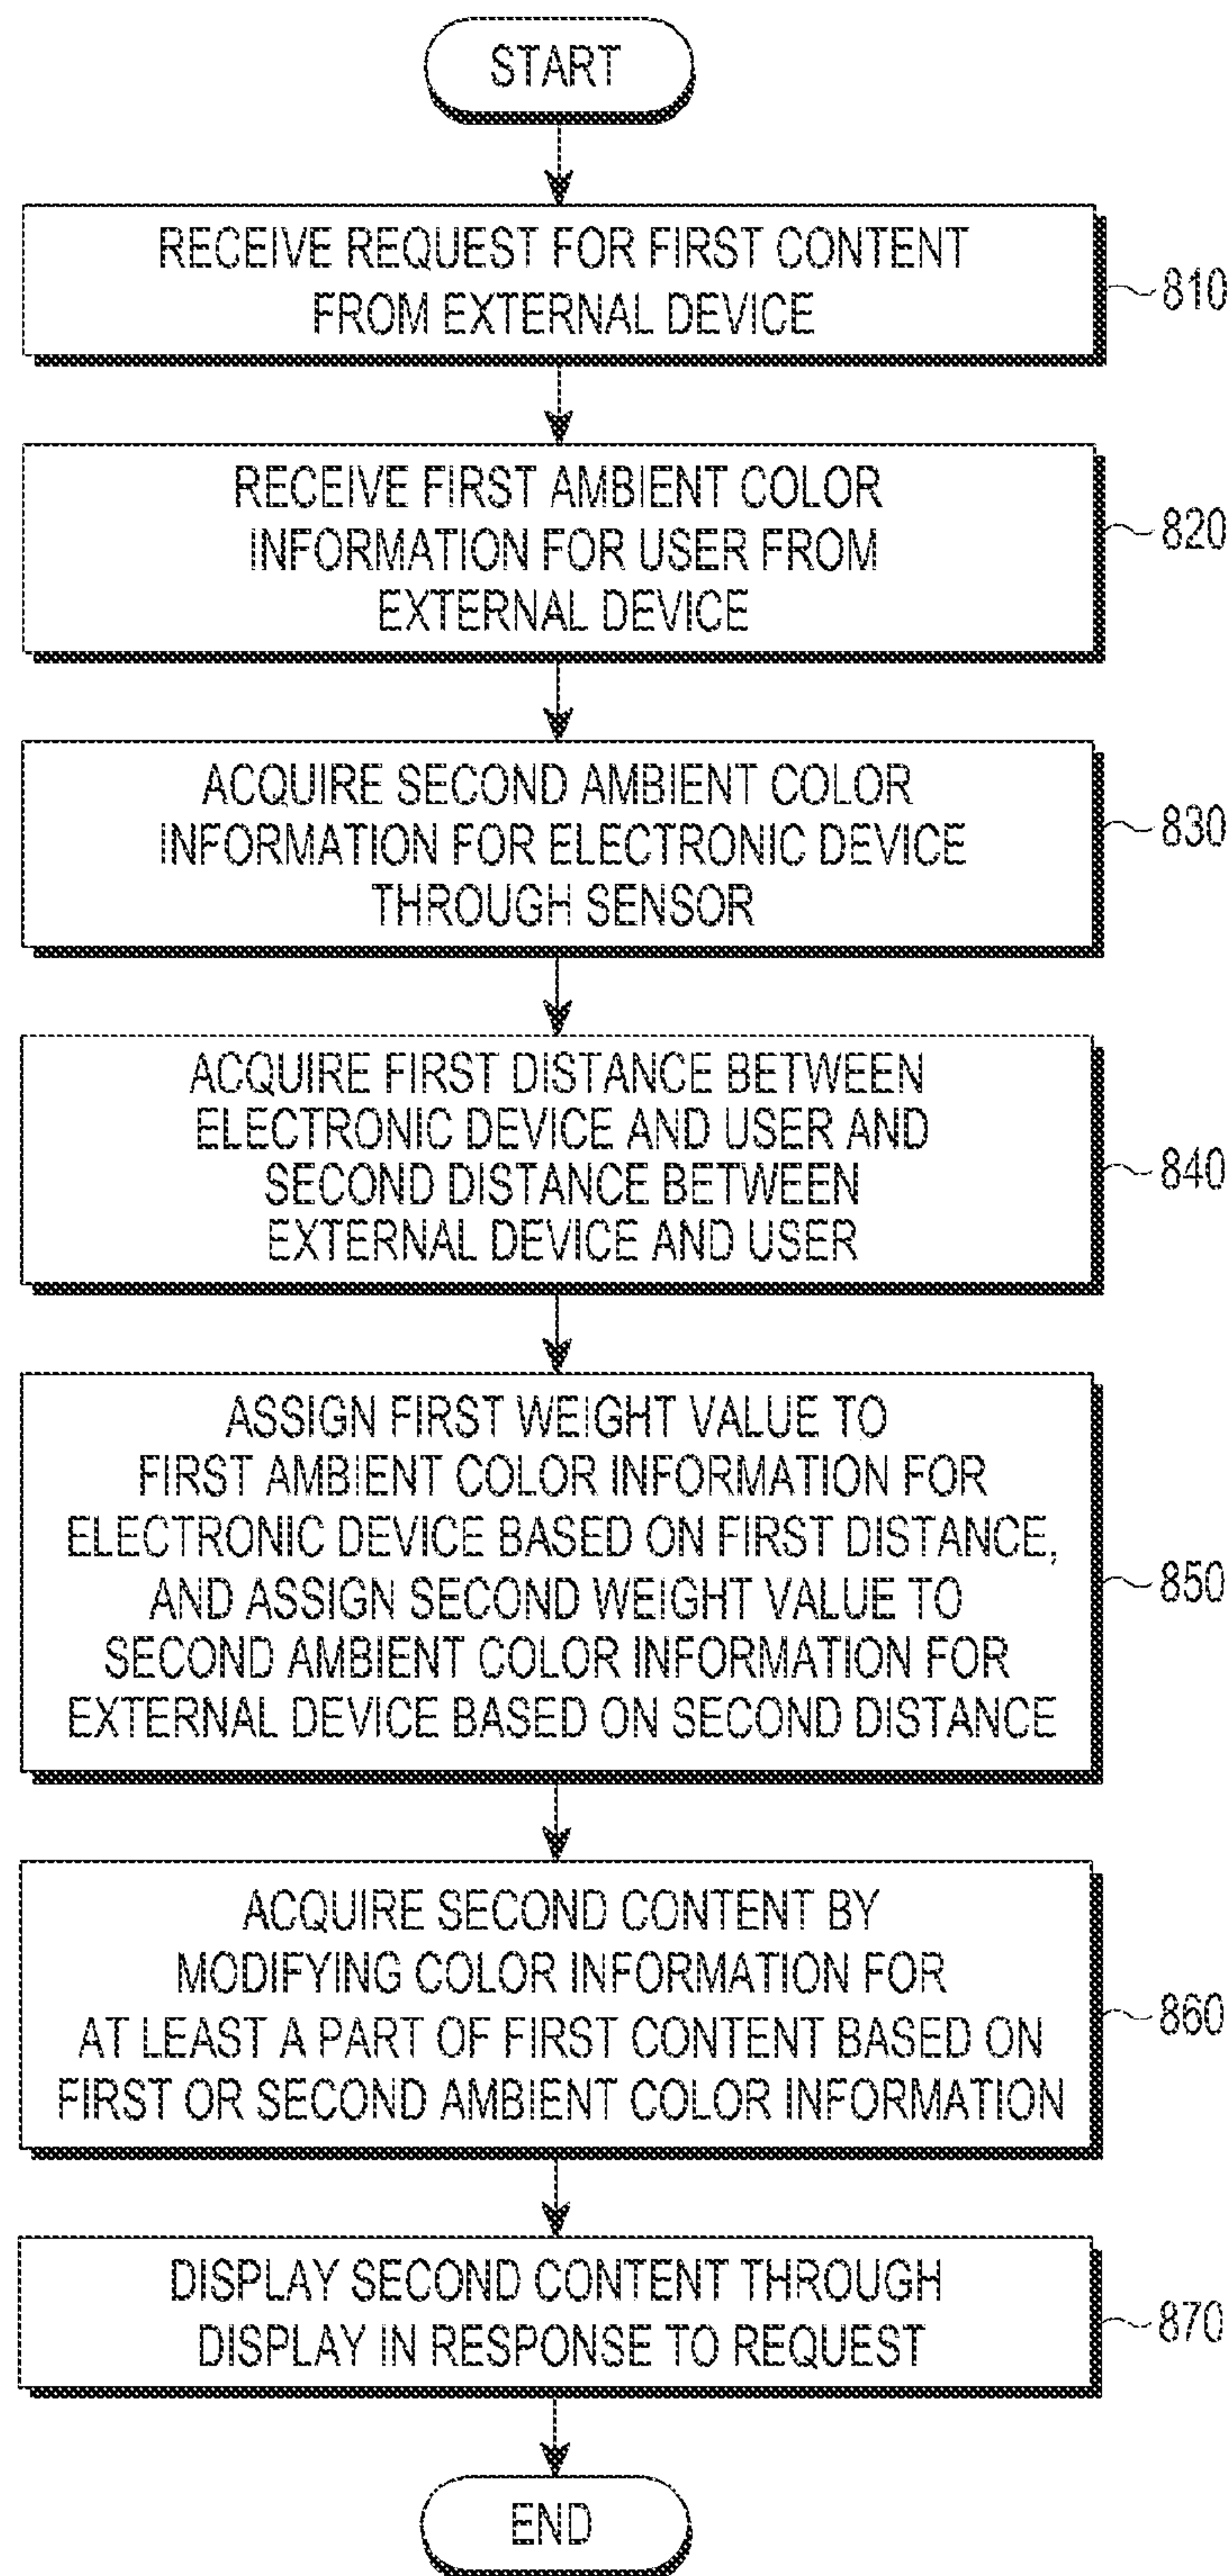 START
RECEIVE REQUEST FOR FIRST CONTENT
FROM EXTERNAL DEVICE
810
RECEIVE FIRST AMBIENT COLOR
INFORMATION FOR USER FROM
EXTERNAL DEVICE
820
ACQUIRE SECOND AMBIENT COLOR
INFORMATION FOR ELECTRONIC DEVICE
THROUGH SENSOR
830
ACQUIRE FIRST DISTANCE BETWEEN
ELECTRONIC DEVICE AND USER AND
SECOND DISTANCE BETWEEN
EXTERNAL DEVICE AND USER
840
ASSIGN FIRST WEIGHT VALUE TO
FIRST AMBIENT COLOR INFORMATION FOR
ELECTRONIC DEVICE BASED ON FIRST DISTANCE,
AND ASSIGN SECOND WEIGHT VALUE TO
SECOND AMBIENT COLOR INFORMATION FOR
EXTERNAL DEVICE BASED ON SECOND DISTANCE
850
ACQUIRE SECOND CONTENT BY
MODIFYING COLOR INFORMATION FOR
AT LEAST A PART OF FIRST CONTENT BASED ON
FIRST OR SECOND AMBIENT COLOR INFORMATION
860
DISPLAY SECOND CONTENT THROUGH
DISPLAY IN RESPONSE TO REQUEST
870
END